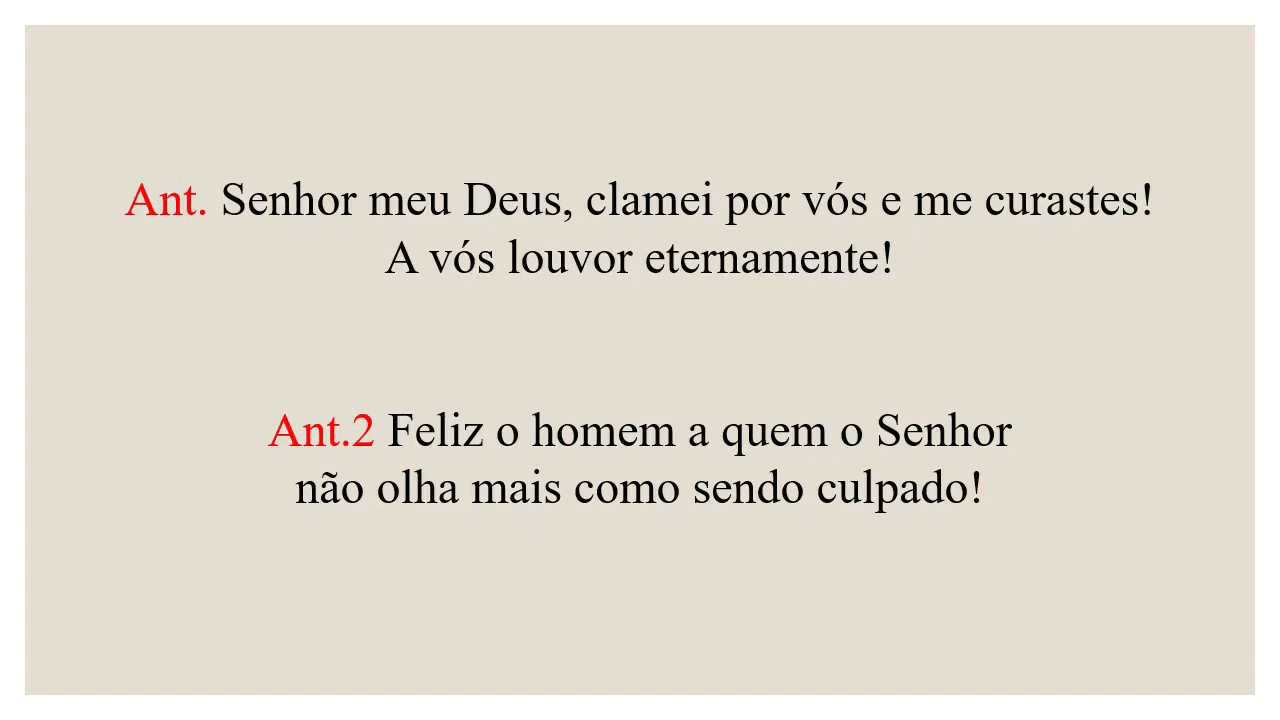 Ant. Senhor meu Deus, clamei por vós e me curastes!
A vós louvor eternamente!
Ant.2 Feliz o homem a quem o Senhor
não olha mais como sendo culpado!